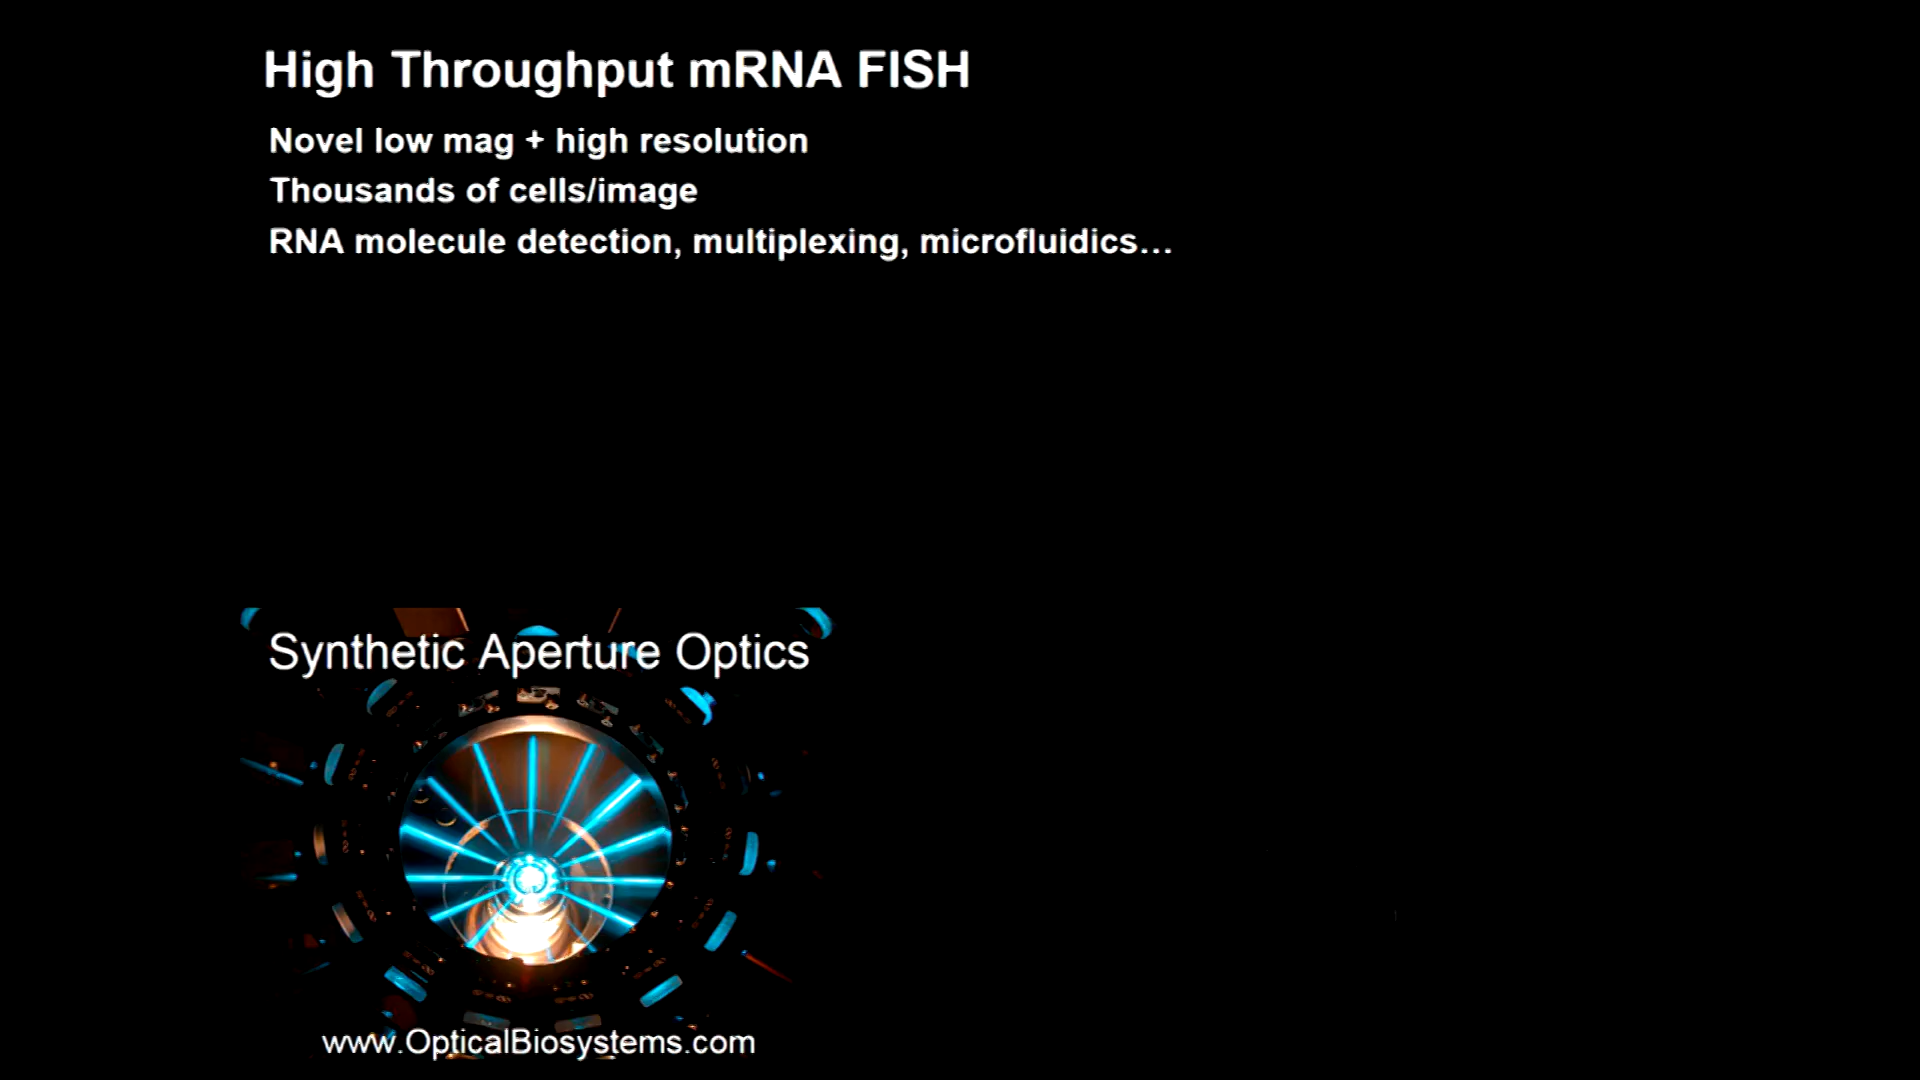 High Throughput mRNA FISH
Novel low mag + high resolution
Thousands of cells/image
RNA molecule detection, multiplexing, microfluidics...
Synthetic Aperture Optics
www.OpticalBiosystems.com